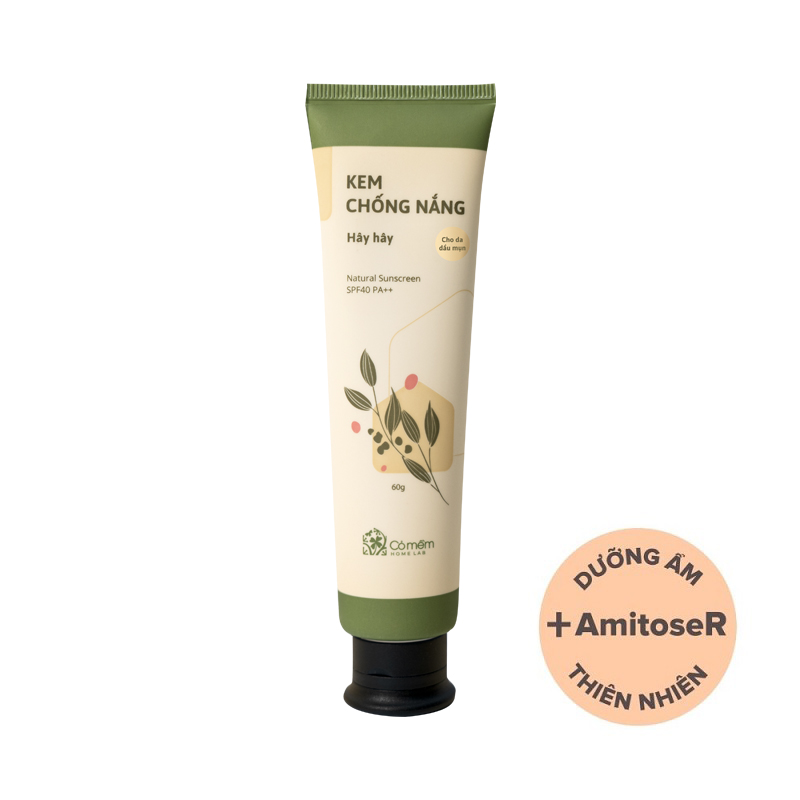 KEM
CHỐNG NẮNG
Hây hây
Cho da
dầu mụn
Natural Sunscreen
SPF40 PA++
60g
Cỏ mềm
HOME LAB
DƯỠNG ẨM
+AmitoseR
THIÊN NHIÊN